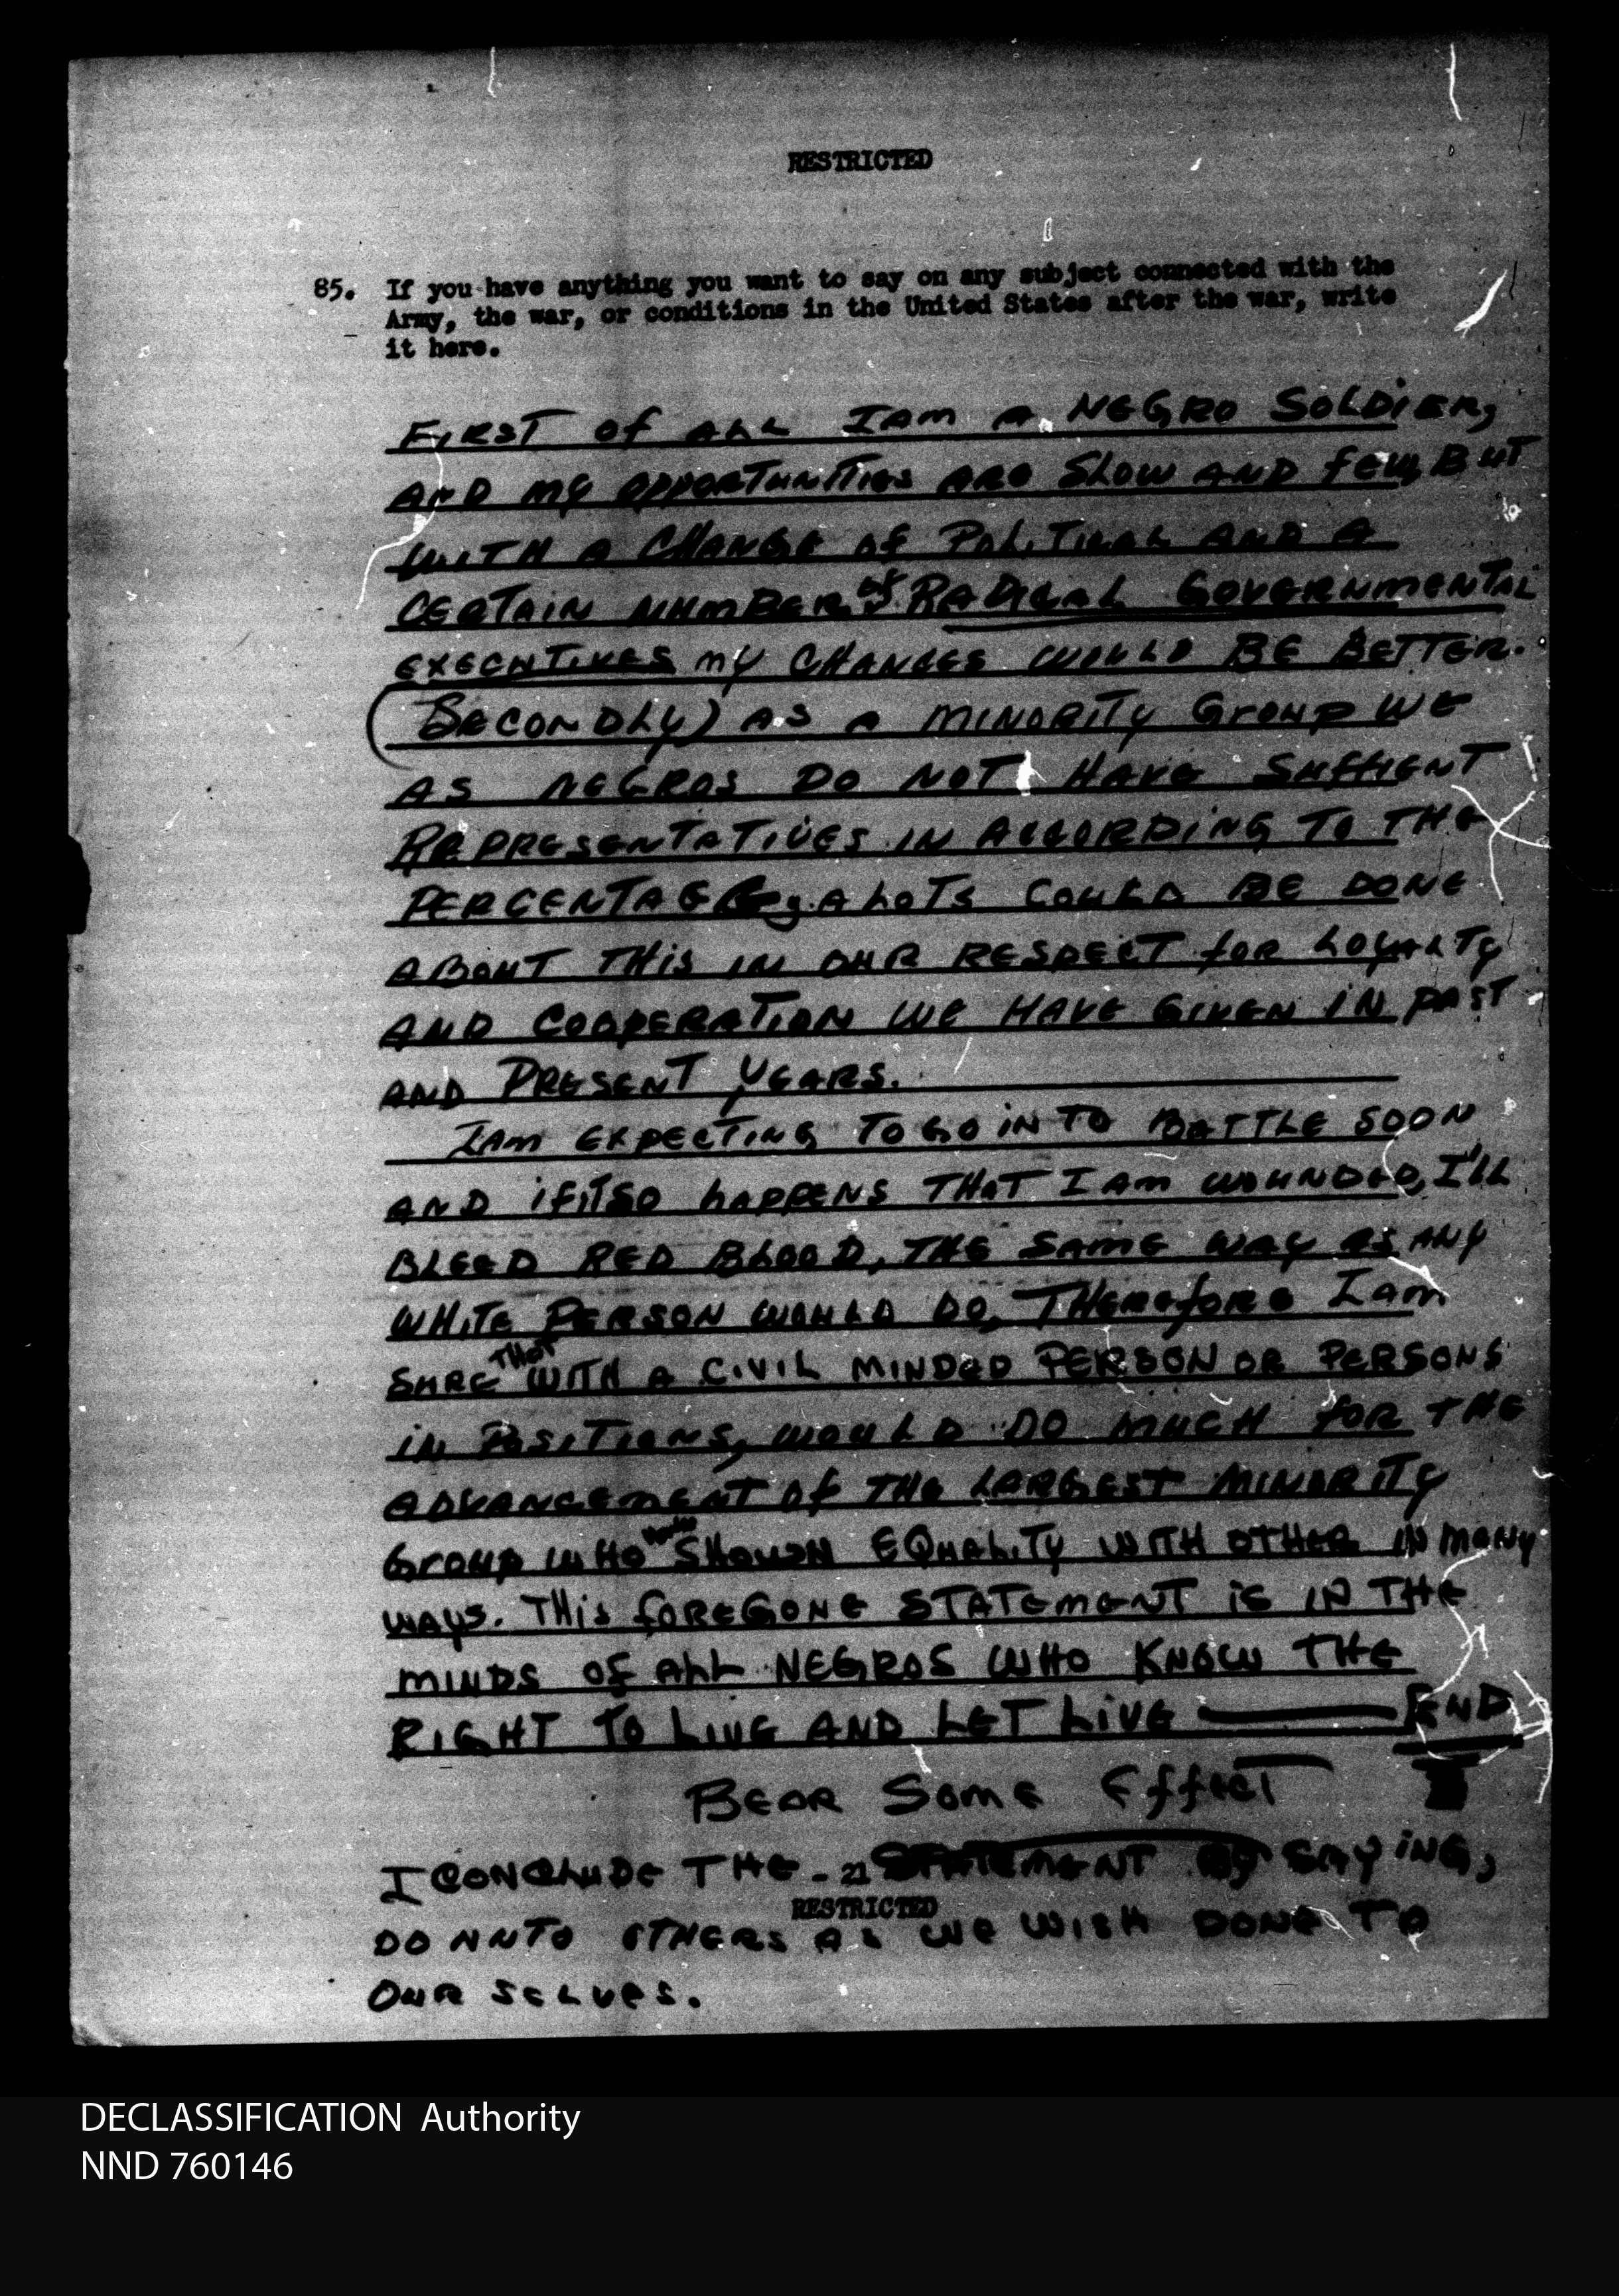 RESTRICTED
85. If you have anything you want to say on any subject connected with the
Army, the war, or conditions in the United States after the war, write
it here.
FIRST of ALL I AM A NEGRO SOLDIER,
AND MY OPPORTUNITIES ARE SLOW AND FEW, BUT
WITH A CHANGE of POLITICAL AND A
CERTAIN NUMBER of RADICAL GOVERNMENTAL
EXECUTIVES MY CHANCES WOULD BE BETTER.
(SECONDLY) AS A MINORITY GROUP WE
AS NEGROS DO NOT HAVE SUFFIENT
REPRESENTATIVES IN ACCORDING TO THE
PERCENTAGE, A LOTS COULD BE DONE
ABOUT THIS IN OUR RESPECT for LOYALTY
AND COOPERATION WE HAVE GIVEN IN PAST
AND PRESENT YEARS.
I AM EXPECTING TO GO IN TO BATTLE SOON
AND if IT SO HAPPENS THAT I AM WOUNDED, I'LL
BLEED RED BLOOD, THE SAME WAY AS ANY
WHITE PERSON WOULD DO, THEREFORE I am
SURE THAT WITH A CIVIL MINDED PERSON OR PERSONS
IN POSITIONS, WOULD DO MUCH FOR THE
ADVANCEMENT of THE LARGEST MINORITY
GROUP WHO SHOWN EQUALITY WITH OTHER IN MANY
WAYS. THIS FOREGONE STATEMENT IS IN THE
MINDS OF ALL NEGROS WHO KNOW THE
RIGHT TO LIVE AND LET LIVE — END
BEAR SOME EffECT
I CONCLUDE THE STATEMENT BY SAYING,
- 21
RESTRICTED
DO UNTO OTHERS AS WE WISH DONE TO
OUR SELVES.
DECLASSIFICATION Authority
NND 760146